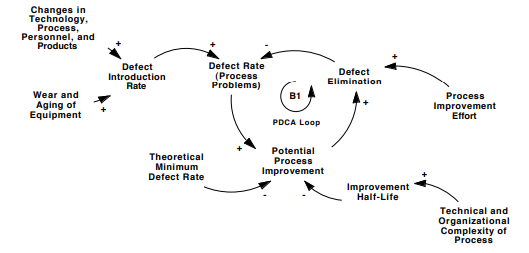 Changes in
Technology,
Process,
Personnel, and
Products
+
+
-
+
Defect
Introduction
Rate
Defect Rate
(Process
Problems)
Defect
Elimination
Wear and
Aging of
Equipment
+
B1
+
Process
Improvement
Effort
PDCA Loop
+
Potential
Process
Improvement
Theoretical
Minimum
Defect Rate
-
-
Improvement
Half-Life
+
Technical and
Organizational
Complexity of
Process